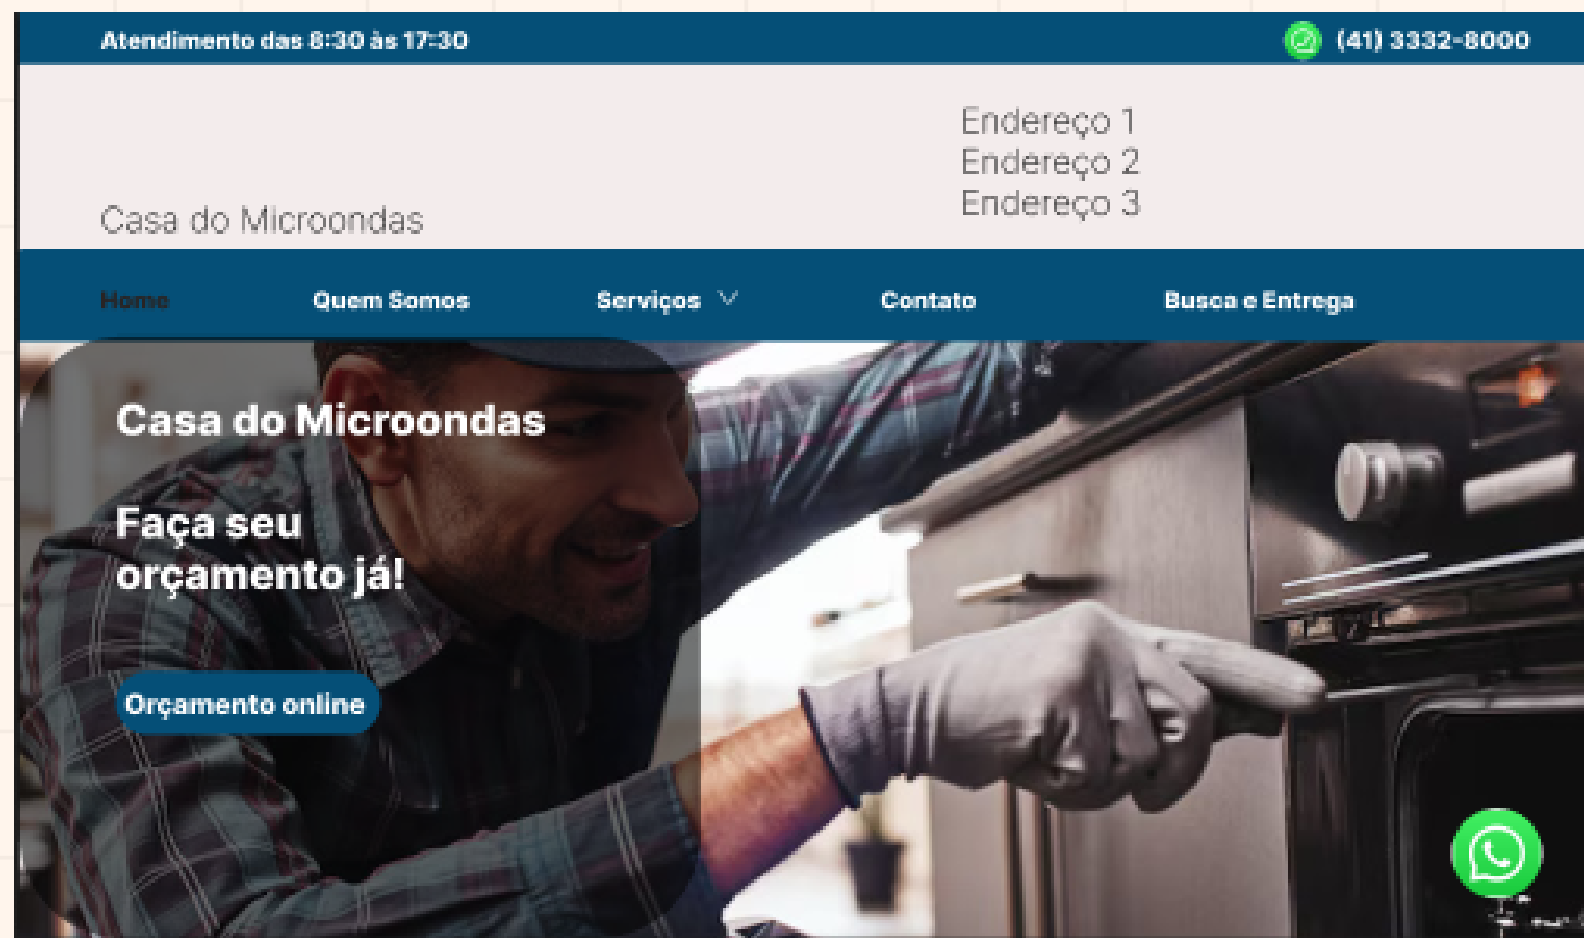 Atendimento das 8:30 às 17:30
(41) 3332-8000
Endereço 1
Endereço 2
Endereço 3
Casa do Microondas
Home
Quem Somos
Serviços
Contato
Busca e Entrega
Casa do Microondas
Faça seu
orçamento já!
Orçamento online